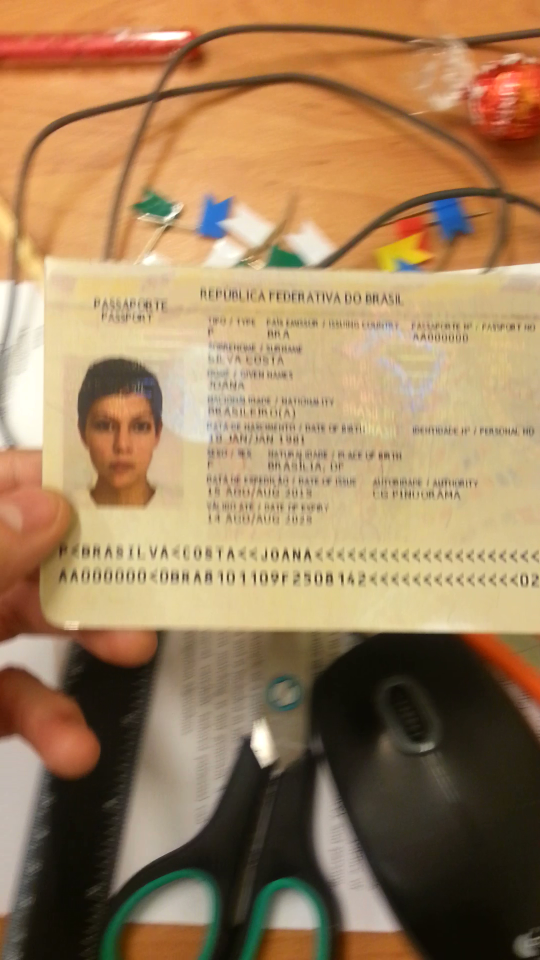 REPÚBLICA FEDERATIVA DO BRASIL
PASSAPORTE
PASSPORT
TIPO / TYPE PAÍS EMISSOR / ISSUING COUNTRY PASSAPORTE Nº / PASSPORT NO
P BRA AA000000
SOBRENOME / SURNAME
SILVA COSTA
NOME / GIVEN NAMES
JOANA
NACIONALIDADE / NATIONALITY
BRASILEIRO(A)
DATA DE NASCIMENTO / DATE OF BIRTH IDENTIDADE Nº / PERSONAL NO
10 JAN/JAN 1981
SEXO / SEX NATURALIDADE / PLACE OF BIRTH
F BRASÍLIA, DF
DATA DE EXPEDIÇÃO / DATE OF ISSUE AUTORIDADE / AUTHORITY
15 AGO/AUG 2015 CG PINDORAMA
VÁLIDO ATÉ / DATE OF EXPIRY
14 AGO/AUG 2025
P<BRASILVA<COSTA<<JOANA<<<<<<<<<<<<<<<<<
AA000000<0BRA8101109F2508142<<<<<<<<<<<<<<<02